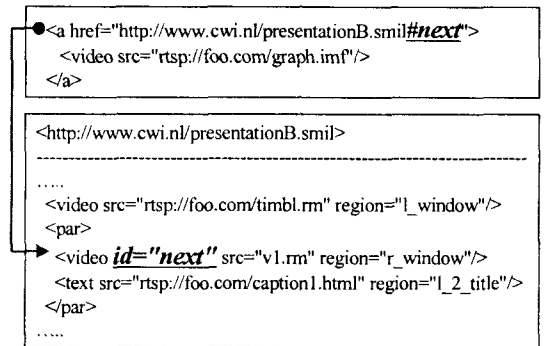 <a href="http://www.cwi.nl/presentationB.smil#next">
<video src="rtsp://foo.com/graph.imf"/>
</a>
<http://www.cwi.nl/presentationB.smil>
.....
<video src="rtsp://foo.com/timbl.rm" region="l_window"/>
<par>
<video id="next" src="v1.rm" region="r_window"/>
<text src="rtsp://foo.com/caption1.html" region="l_2_title"/>
</par>
.....